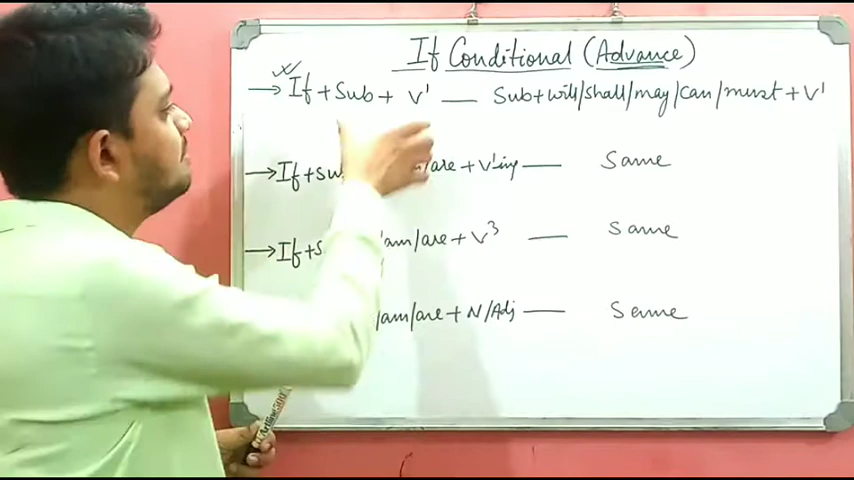 If Conditional (Advance)
→ If + Sub + V¹ — Sub + will/shall/may/can/must + V¹
→ If + su /are + V¹ing — Same
→ If + s /am/are + V³ — Same
/am/are + N/Adj — Same